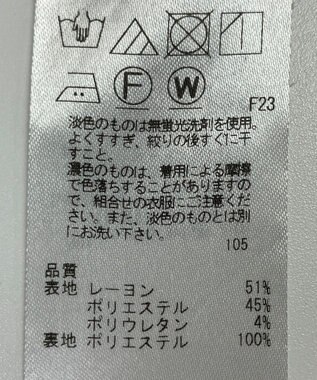 F W
F23
淡色のものは無蛍光洗剤を使用。
よくすすぎ、絞りの後すぐに干
すこと。
濃色のものは、着用による摩擦
で色落ちすることがありますの
で、組合せの衣服にご注意くだ
さい。また、淡色のものとは別
にお洗い下さい。
105
品質
表地 レーヨン 51%
ポリエステル 45%
ポリウレタン 4%
裏地 ポリエステル 100%